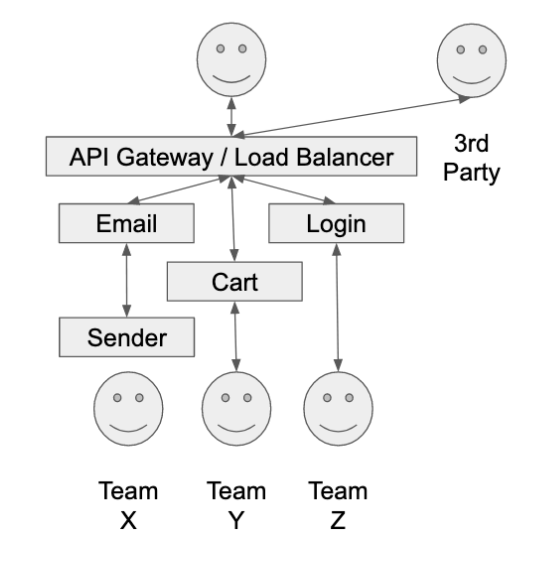 API Gateway / Load Balancer
3rd
Party
Email
Login
Cart
Sender
Team
X
Team
Y
Team
Z